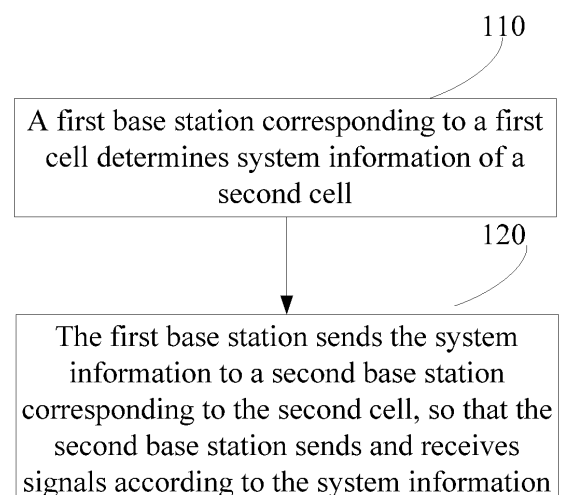 110
A first base station corresponding to a first
cell determines system information of a
second cell
120
The first base station sends the system
information to a second base station
corresponding to the second cell, so that the
second base station sends and receives
signals according to the system information